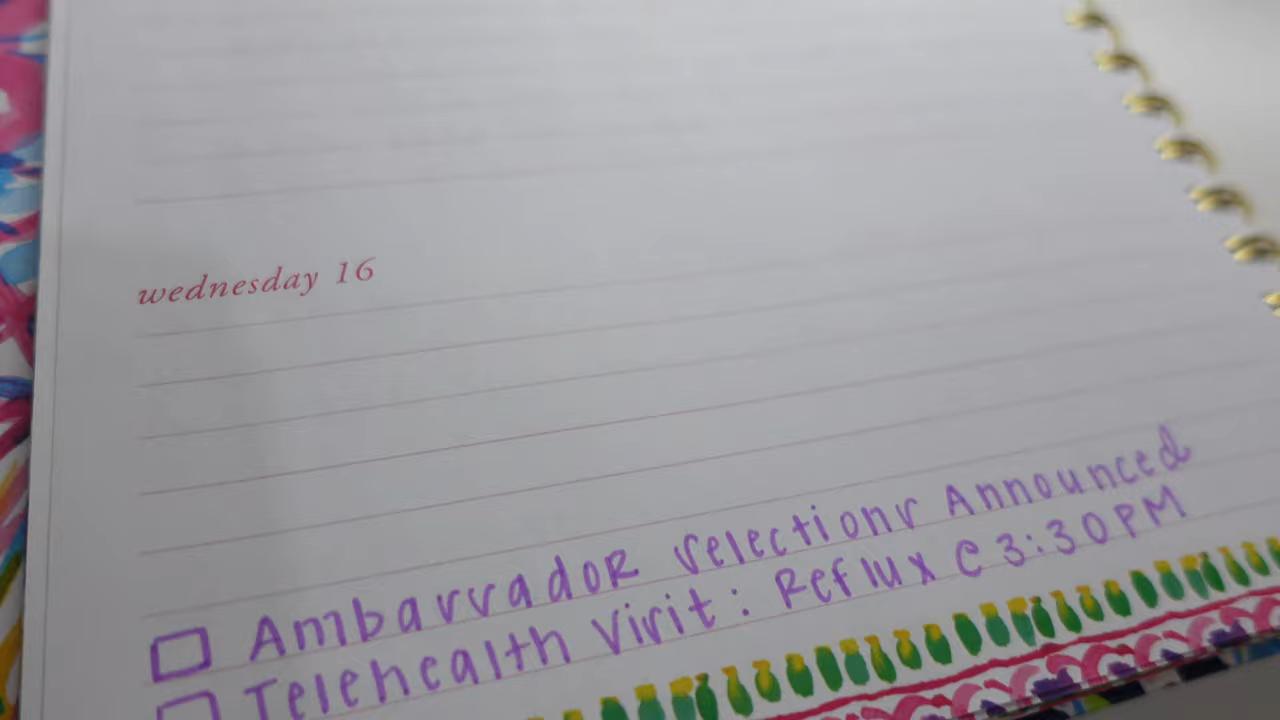 wednesday 16
Ambassador Selections Announced
Telehealth Visit: Reflux @ 3:30PM